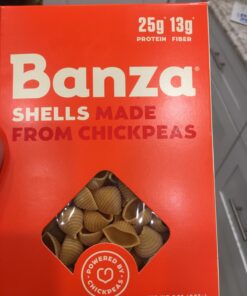 25g† 13g†
PROTEIN FIBER
Banza®
SHELLS MADE
FROM CHICKPEAS
POWERED BY
CHICKPEAS